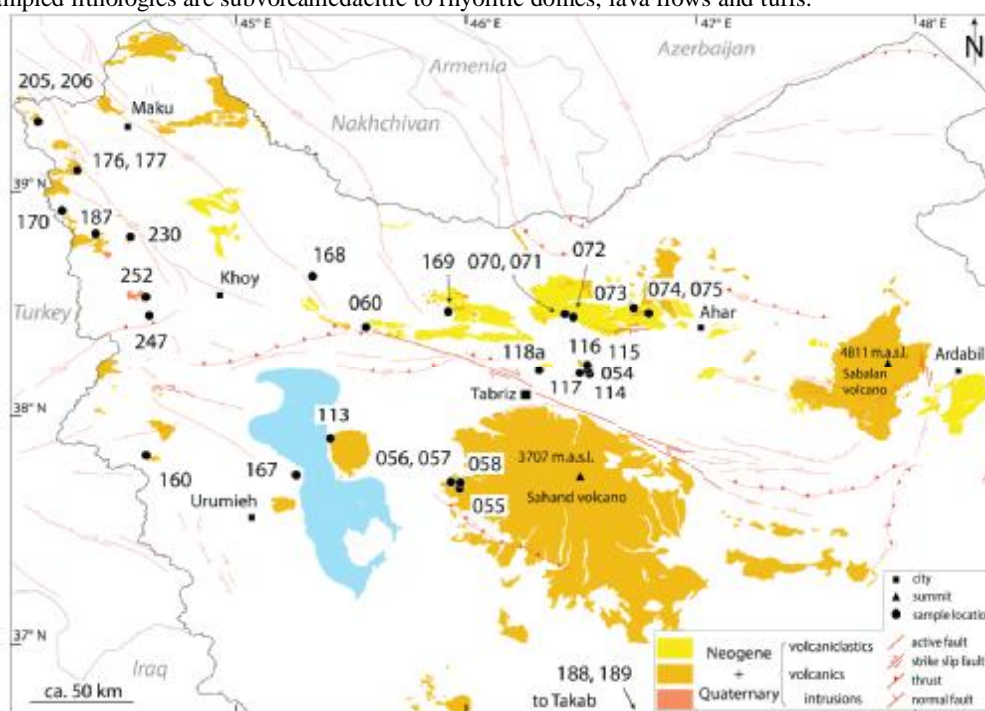 sampled lithologies are subvolcanicdacitic to rhyolitic domes, lava flows and tuffs.
45° E
46° E
47° E
48° E
N
Azerbaijan
Armenia
205, 206
Maku
Nakhchivan
176, 177
39° N
170
187
230
072
168
169
070, 071
252
Khoy
073
074, 075
060
Ahar
Turkey
247
118a
116
115
4811 m.a.s.l.
Ardabil
054
Sabalan
volcano
117
114
Tabriz
38° N
113
056, 057
058
3707 m.a.s.l.
160
167
Sahand volcano
Urumieh
055
city
summit
sample location
37° N
Neogene
+
Quaternary
volcaniclastics
volcanics
intrusions
active fault
strike slip fault
thrust
normal fault
Iraq
188, 189
to Takab
ca. 50 km